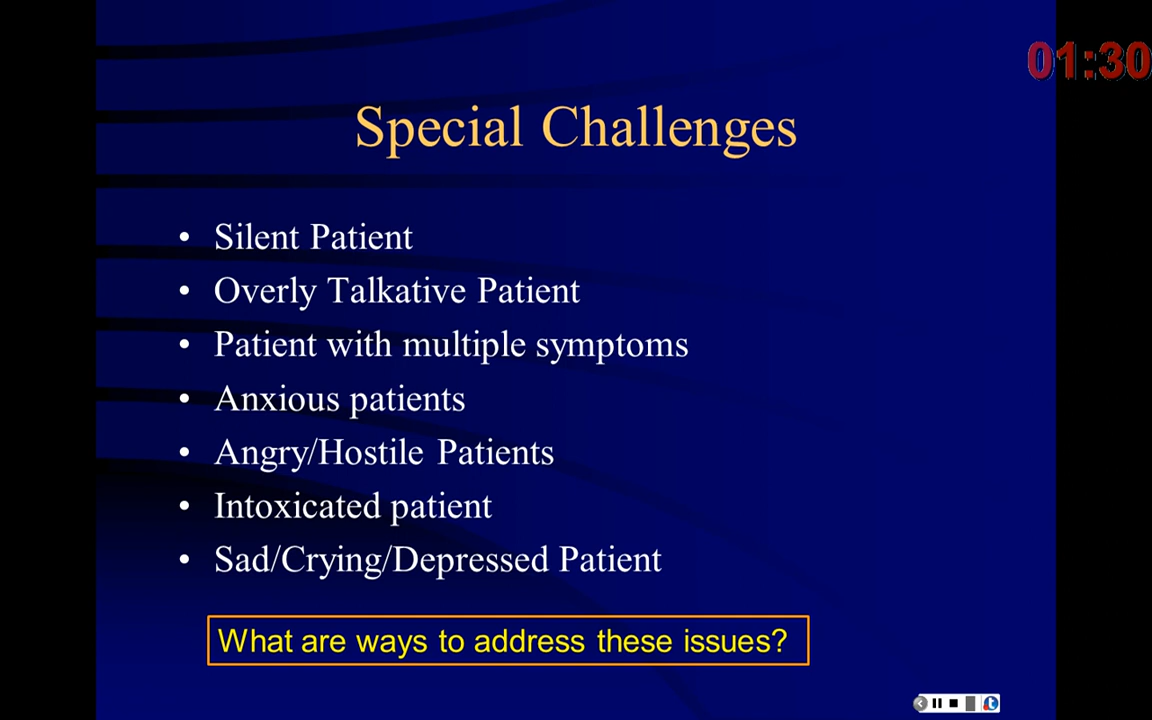 01:30
Special Challenges
• Silent Patient
• Overly Talkative Patient
• Patient with multiple symptoms
• Anxious patients
• Angry/Hostile Patients
• Intoxicated patient
• Sad/Crying/Depressed Patient
What are ways to address these issues?